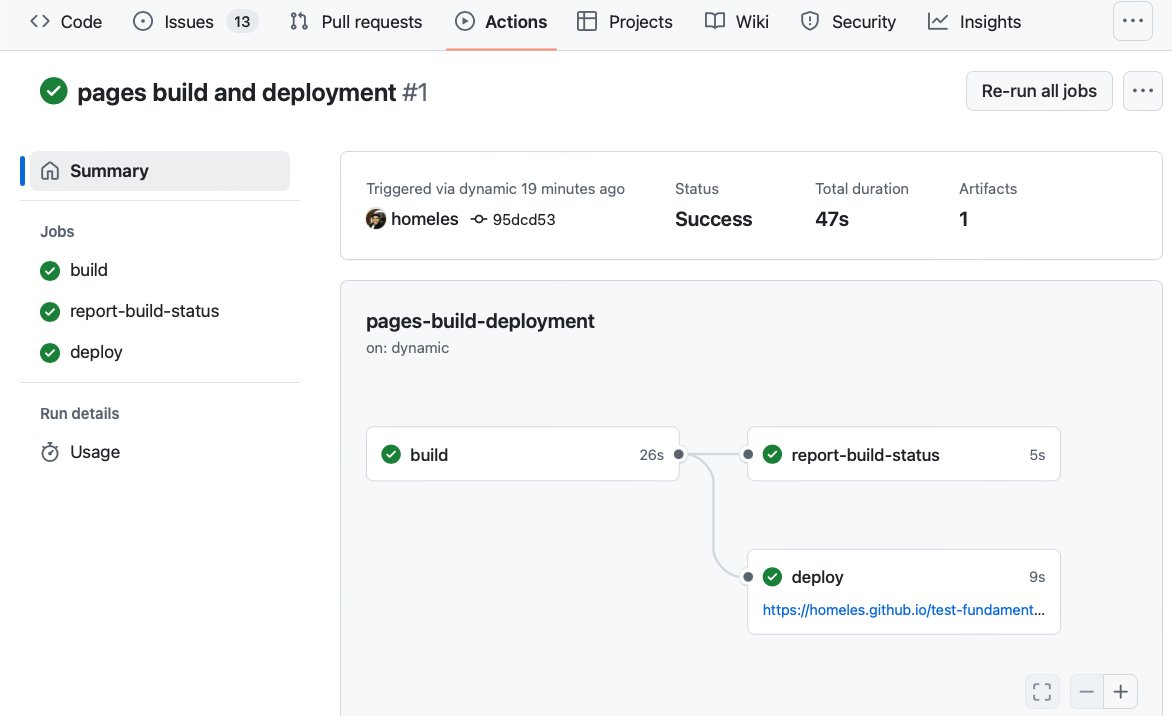 Code Issues 13 Pull requests Actions Projects Wiki Security Insights
pages build and deployment #1
Re-run all jobs
Summary
Jobs
build
report-build-status
deploy
Run details
Usage
Triggered via dynamic 19 minutes ago
homeles 95dcd53
Status
Success
Total duration
47s
Artifacts
1
pages-build-deployment
on: dynamic
build 26s
report-build-status 5s
deploy 9s
https://homeles.github.io/test-fundament...